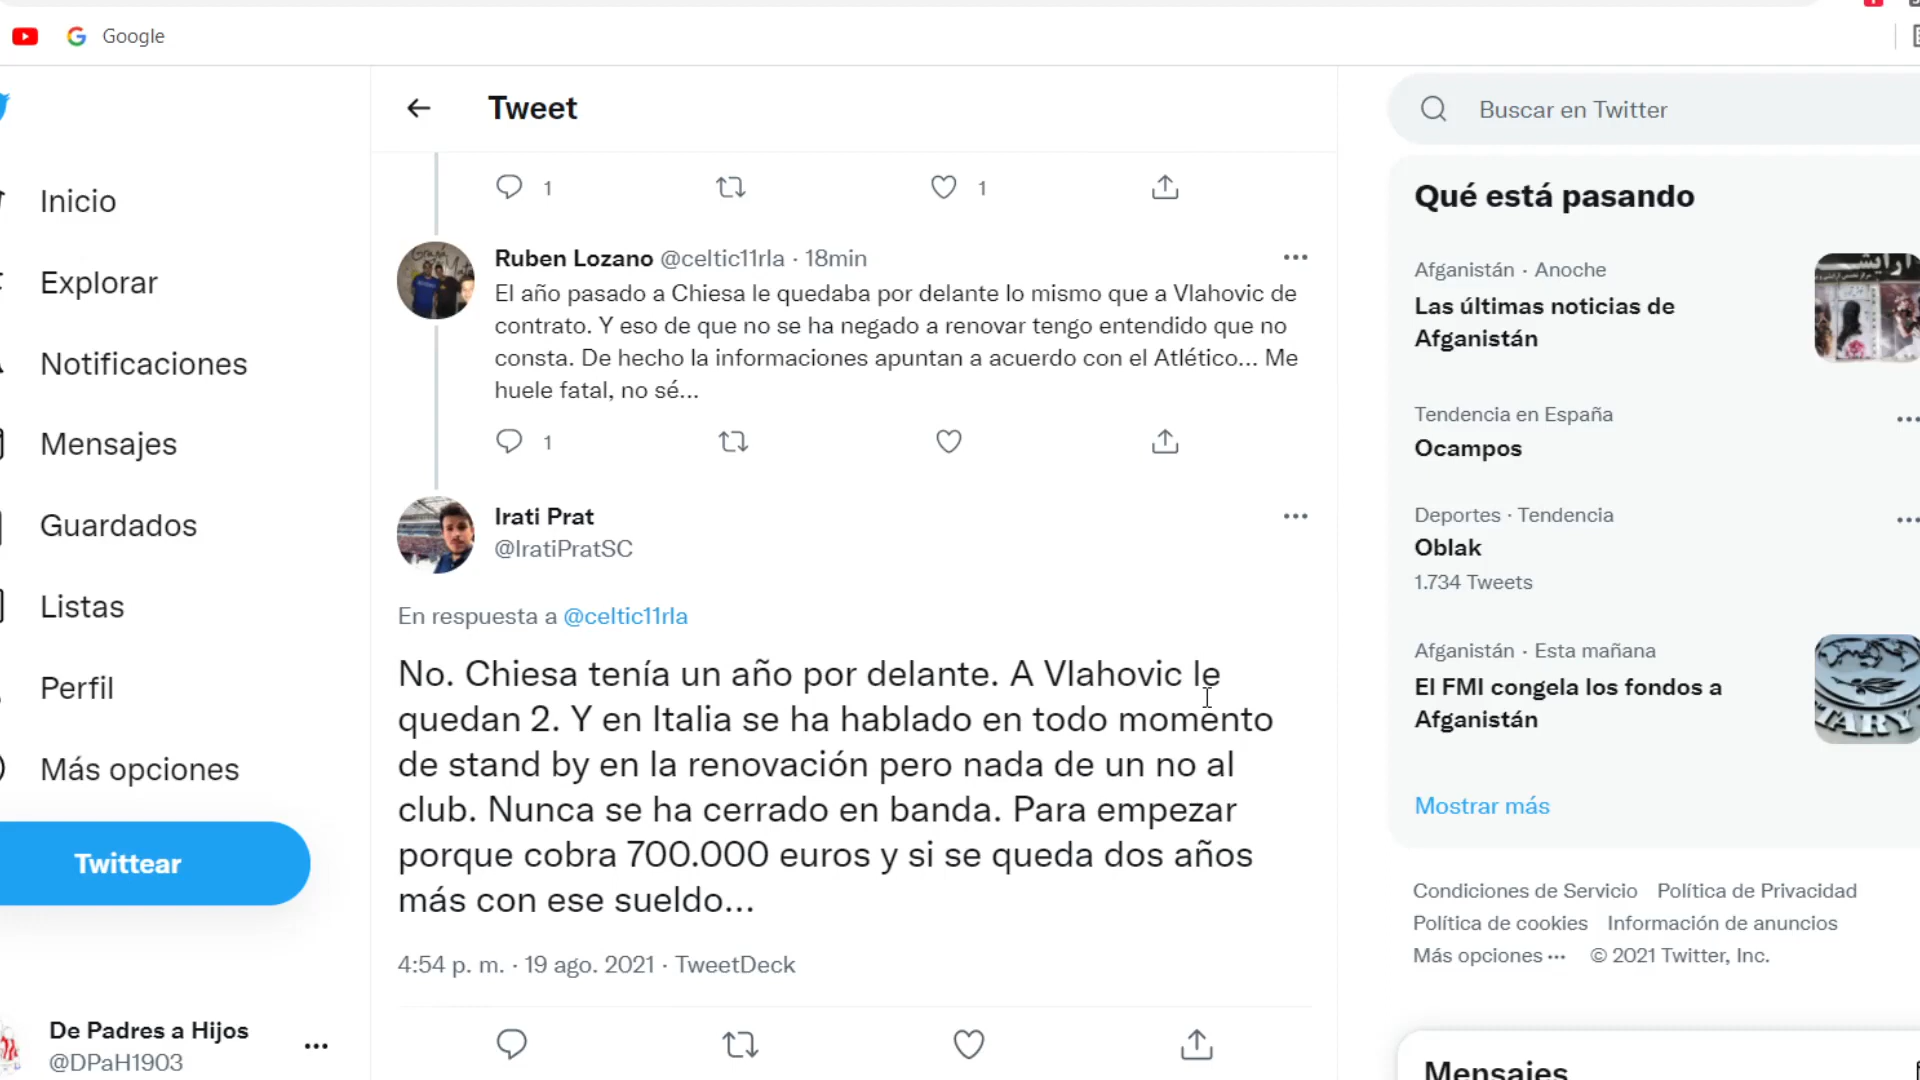 Google
Inicio
Explorar
Notificaciones
Mensajes
Guardados
Listas
Perfil
Más opciones
Twittear
De Padres a Hijos
@DPaH1903
Tweet
1
1
Ruben Lozano @celtic11rla · 18min
El año pasado a Chiesa le quedaba por delante lo mismo que a Vlahovic de
contrato. Y eso de que no se ha negado a renovar tengo entendido que no
consta. De hecho la informaciones apuntan a acuerdo con el Atlético... Me
huele fatal, no sé...
1
Irati Prat
@IratiPratSC
En respuesta a @celtic11rla
No. Chiesa tenía un año por delante. A Vlahovic le
quedan 2. Y en Italia se ha hablado en todo momento
de stand by en la renovación pero nada de un no al
club. Nunca se ha cerrado en banda. Para empezar
porque cobra 700.000 euros y si se queda dos años
más con ese sueldo...
4:54 p. m. · 19 ago. 2021 · TweetDeck
Buscar en Twitter
Qué está pasando
Afganistán · Anoche
Las últimas noticias de
Afganistán
Tendencia en España
Ocampos
Deportes · Tendencia
Oblak
1.734 Tweets
Afganistán · Esta mañana
El FMI congela los fondos a
Afganistán
TARY
Mostrar más
Condiciones de Servicio Política de Privacidad
Política de cookies Información de anuncios
Más opciones ··· © 2021 Twitter, Inc.
Mensajes